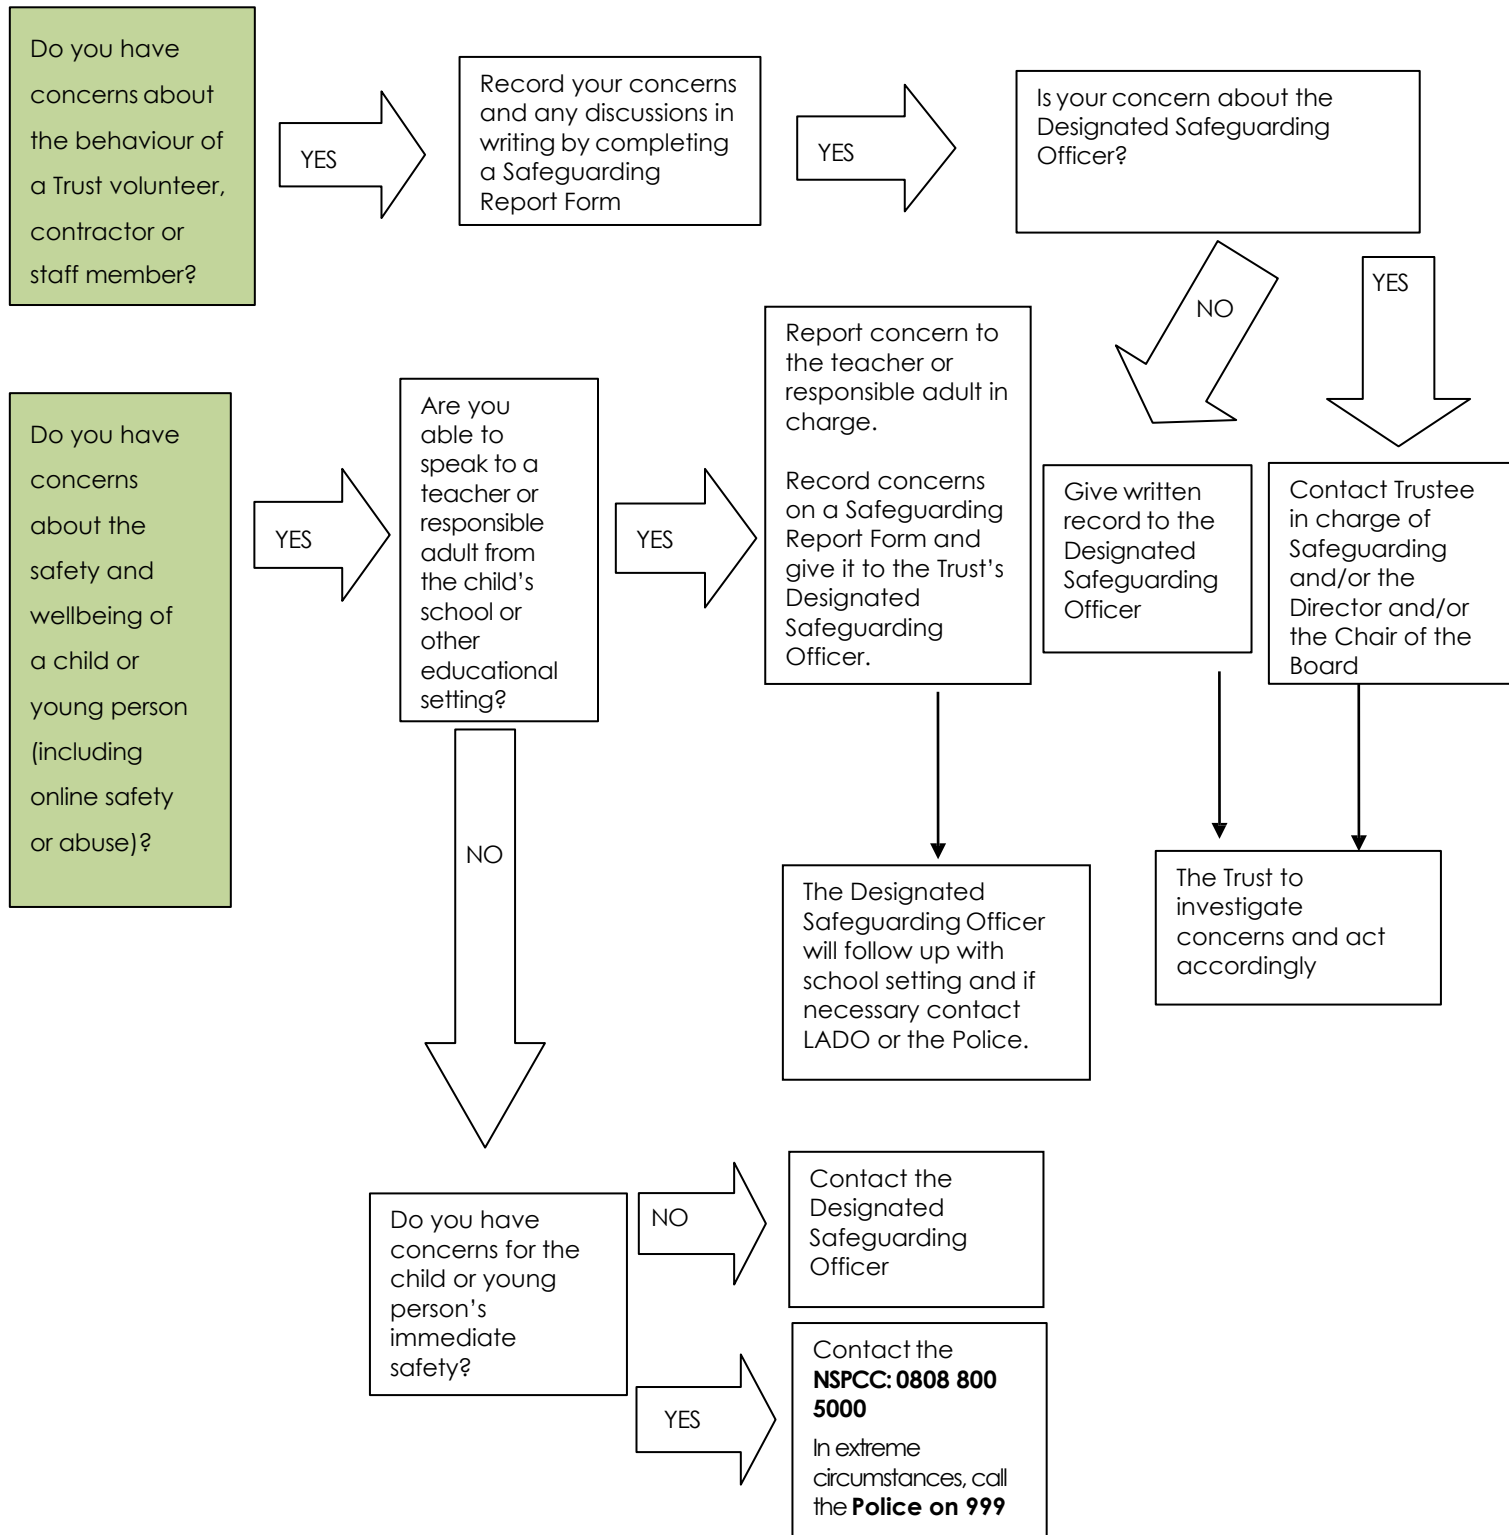 Do you have
concerns about
the behaviour of
a Trust volunteer,
contractor or
staff member?
YES
Record your concerns
and any discussions in
writing by completing
a Safeguarding
Report Form
YES
Is your concern about the
Designated Safeguarding
Officer?
NO
YES
Do you have
concerns
about the
safety and
wellbeing of
a child or
young person
(including
online safety
or abuse)?
YES
Are you
able to
speak to a
teacher or
responsible
adult from
the child’s
school or
other
educational
setting?
YES
Report concern to
the teacher or
responsible adult in
charge.
Record concerns
on a Safeguarding
Report Form and
give it to the Trust’s
Designated
Safeguarding
Officer.
Give written
record to the
Designated
Safeguarding
Officer
Contact Trustee
in charge of
Safeguarding
and/or the
Director and/or
the Chair of the
Board
NO
The Designated
Safeguarding Officer
will follow up with
school setting and if
necessary contact
LADO or the Police.
The Trust to
investigate
concerns and act
accordingly
Do you have
concerns for the
child or young
person’s
immediate
safety?
NO
Contact the
Designated
Safeguarding
Officer
YES
Contact the
NSPCC: 0808 800
5000
In extreme
circumstances, call
the Police on 999